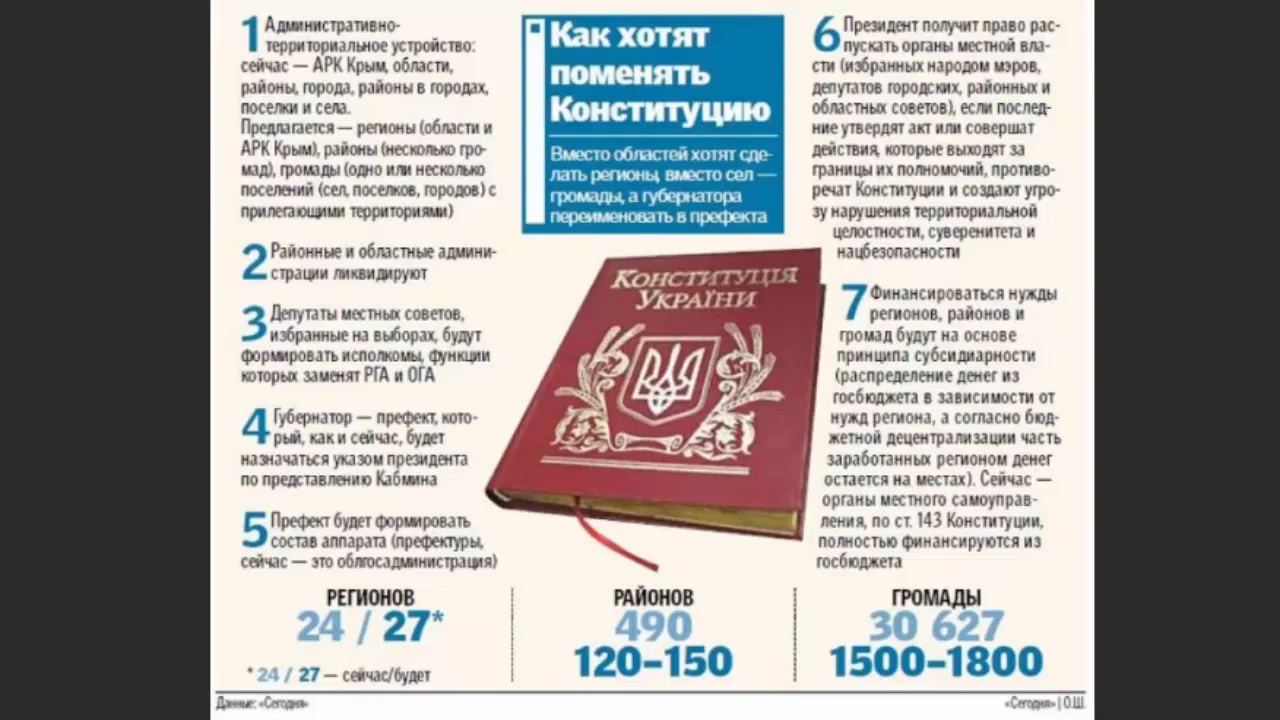 1 Административно-
территориальное устройство:
сейчас — АРК Крым, области,
районы, города, районы в городах,
поселки и села.
Предлагается — регионы (области и
АРК Крым), районы (несколько гро-
мад), громады (одно или несколько
поселений (сел, поселков, городов) с
прилегающими территориями)
2 Районные и областные админи-
страции ликвидируют
3 Депутаты местных советов,
избранные на выборах, будут
формировать исполкомы, функции
которых заменят РГА и ОГА
4 Губернатор — префект, кото-
рый, как и сейчас, будет
назначаться указом президента
по представлению Кабмина
5 Префект будет формировать
состав аппарата (префектуры,
сейчас — это облгосадминистрация)
Как хотят
поменять
Конституцию
Вместо областей хотят сде-
лать регионы, вместо сел —
громады, а губернатора
переименовать в префекта
КОНСТИТУЦІЯ
УКРАЇНИ
6 Президент получит право рас-
пускать органы местной вла-
сти (избранных народом мэров,
депутатов городских, районных и
областных советов), если послед-
ние утвердят акт или совершат
действия, которые выходят за
границы их полномочий, противо-
речат Конституции и создают угро-
зу нарушения территориальной
целостности, суверенитета и
нацбезопасности
7 Финансироваться нужды
регионов, районов и
громад будут на основе
принципа субсидиарности
(распределение денег из
госбюджета в зависимости от
нужд региона, а согласно бюд-
жетной децентрализации часть
заработанных регионом денег
остается на местах). Сейчас —
органы местного самоуправ-
ления, по ст. 143 Конституции,
полностью финансируются из
госбюджета
РЕГИОНОВ
24 / 27*
* 24 / 27 — сейчас/будет
РАЙОНОВ
490
120–150
ГРОМАДЫ
30 627
1500–1800
Данные: «Сегодня»
«Сегодня» | О.Ш.